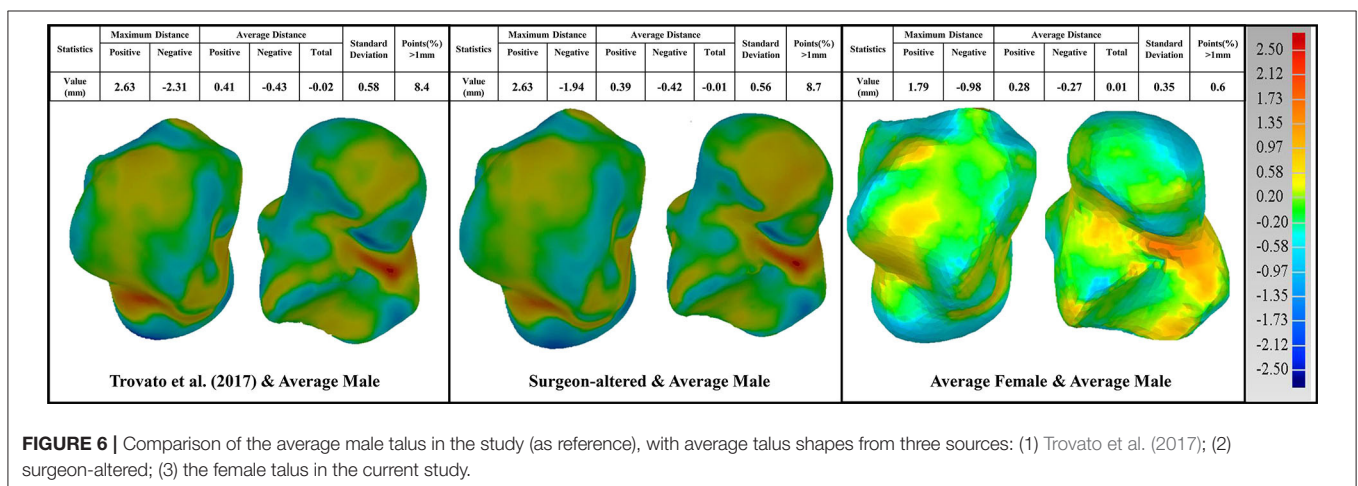 Statistics Maximum Distance Average Distance Standard Deviation Points(%) >1mm
Positive Negative Positive Negative Total
Value (mm) 2.63 -2.31 0.41 -0.43 -0.02 0.58 8.4
Trovato et al. (2017) & Average Male
Statistics Maximum Distance Average Distance Standard Deviation Points(%) >1mm
Positive Negative Positive Negative Total
Value (mm) 2.63 -1.94 0.39 -0.42 -0.01 0.56 8.7
Surgeon-altered & Average Male
Statistics Maximum Distance Average Distance Standard Deviation Points(%) >1mm
Positive Negative Positive Negative Total
Value (mm) 1.79 -0.98 0.28 -0.27 0.01 0.35 0.6
Average Female & Average Male
2.50
2.12
1.73
1.35
0.97
0.58
0.20
-0.20
-0.58
-0.97
-1.35
-1.73
-2.12
-2.50
FIGURE 6 | Comparison of the average male talus in the study (as reference), with average talus shapes from three sources: (1) Trovato et al. (2017); (2)
surgeon-altered; (3) the female talus in the current study.